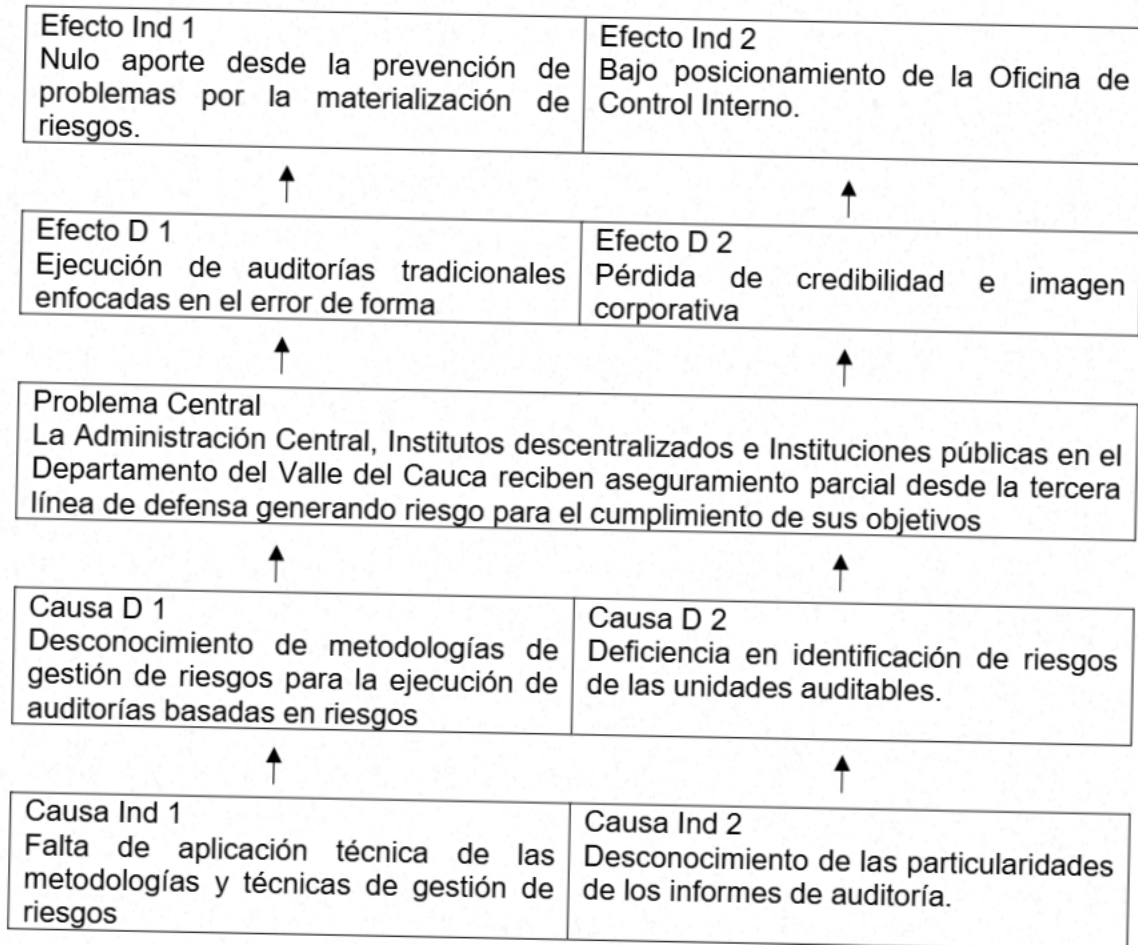 Efecto Ind 1
Nulo aporte desde la prevención de
problemas por la materialización de
riesgos.
Efecto Ind 2
Bajo posicionamiento de la Oficina de
Control Interno.
Efecto D 1
Ejecución de auditorías tradicionales
enfocadas en el error de forma
Efecto D 2
Pérdida de credibilidad e imagen
corporativa
Problema Central
La Administración Central, Institutos descentralizados e Instituciones públicas en el
Departamento del Valle del Cauca reciben aseguramiento parcial desde la tercera
línea de defensa generando riesgo para el cumplimiento de sus objetivos
Causa D 1
Desconocimiento de metodologías de
gestión de riesgos para la ejecución de
auditorías basadas en riesgos
Causa D 2
Deficiencia en identificación de riesgos
de las unidades auditables.
Causa Ind 1
Falta de aplicación técnica de las
metodologías y técnicas de gestión de
riesgos
Causa Ind 2
Desconocimiento de las particularidades
de los informes de auditoría.